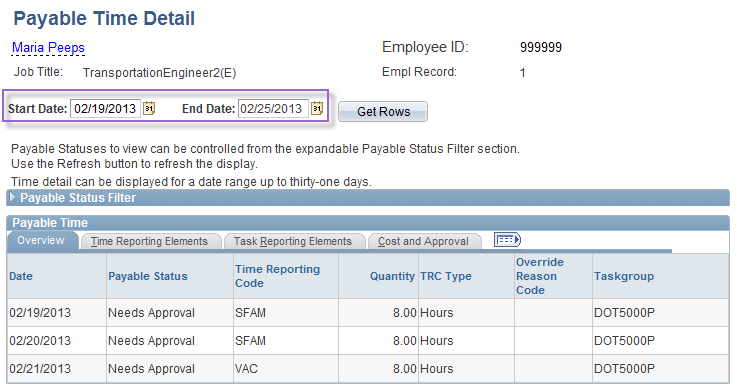 Payable Time Detail
Maria Peeps Employee ID: 999999
Job Title: TransportationEngineer2(E) Empl Record: 1
Start Date: 02/19/2013 31 End Date: 02/25/2013 31 Get Rows
Payable Statuses to view can be controlled from the expandable Payable Status Filter section.
Use the Refresh button to refresh the display.
Time detail can be displayed for a date range up to thirty-one days.
Payable Status Filter
Payable Time
Overview Time Reporting Elements Task Reporting Elements Cost and Approval
Date Payable Status Time Reporting Code Quantity TRC Type Override Reason Code Taskgroup
02/19/2013 Needs Approval SFAM 8.00 Hours DOT5000P
02/20/2013 Needs Approval SFAM 8.00 Hours DOT5000P
02/21/2013 Needs Approval VAC 8.00 Hours DOT5000P